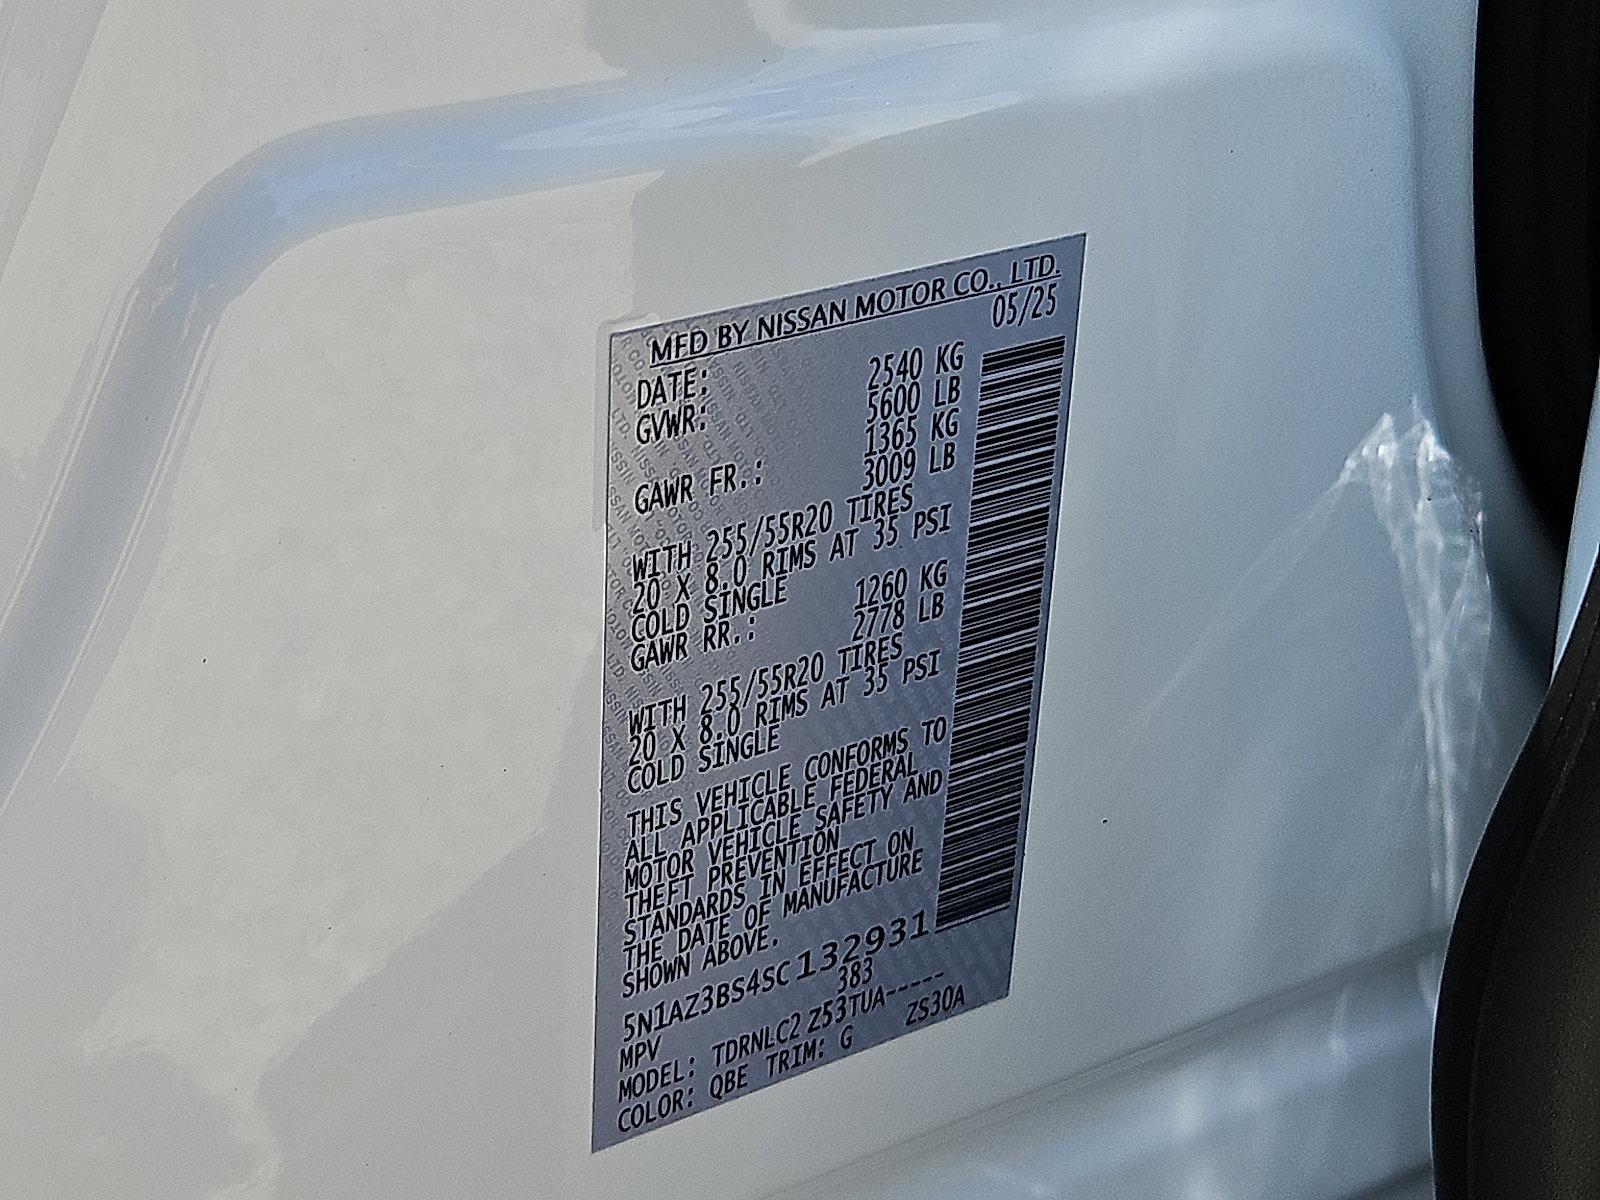 MFD BY NISSAN MOTOR CO., LTD.
DATE: 05/25
GVWR: 2540 KG
5600 LB
GAWR FR.: 1365 KG
3009 LB
WITH 255/55R20 TIRES
20 X 8.0 RIMS AT 35 PSI
COLD SINGLE
GAWR RR.: 1260 KG
2778 LB
WITH 255/55R20 TIRES
20 X 8.0 RIMS AT 35 PSI
COLD SINGLE
THIS VEHICLE CONFORMS TO
ALL APPLICABLE FEDERAL
MOTOR VEHICLE SAFETY AND
THEFT PREVENTION
STANDARDS IN EFFECT ON
THE DATE OF MANUFACTURE
SHOWN ABOVE.
5N1AZ3BS4SC132931
MPV 383
MODEL: TDRNLC2 Z53TUA-----
COLOR: QBE TRIM: G ZS30A